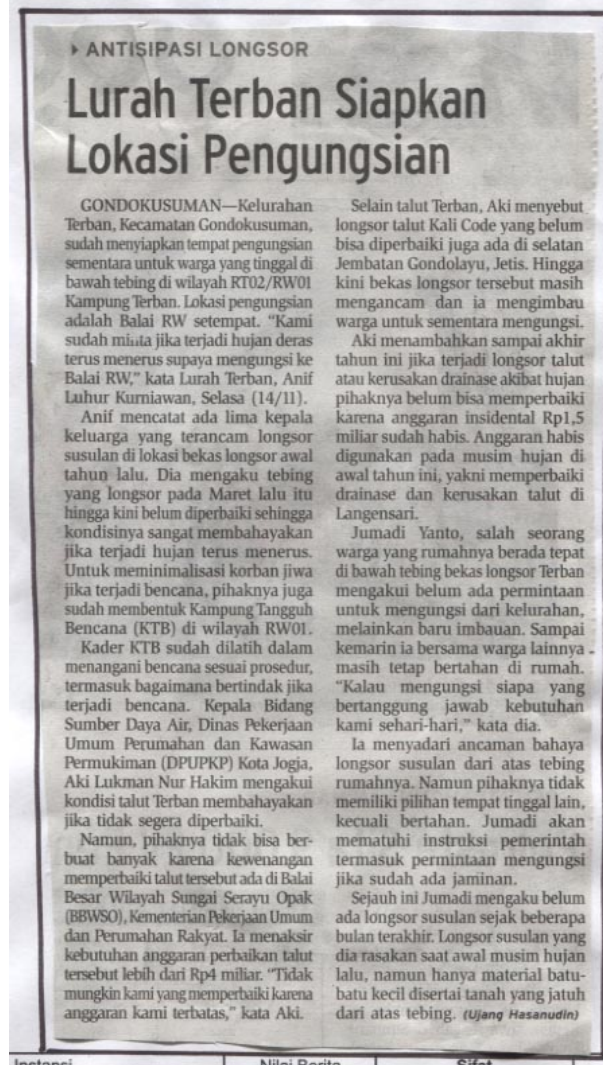 ANTISIPASI LONGSOR
Lurah Terban Siapkan
Lokasi Pengungsian
GONDOKUSUMAN—Kelurahan
Terban, Kecamatan Gondokusuman,
sudah menyiapkan tempat pengungsian
sementara untuk warga yang tinggal di
bawah tebing di wilayah RT02/RW01
Kampung Terban. Lokasi pengungsian
adalah Balai RW setempat. “Kami
sudah minta jika terjadi hujan deras
terus menerus supaya mengungsi ke
Balai RW,” kata Lurah Terban, Anif
Luhur Kurniawan, Selasa (14/11).
Anif mencatat ada lima kepala
keluarga yang terancam longsor
susulan di lokasi bekas longsor awal
tahun lalu. Dia mengaku tebing
yang longsor pada Maret lalu itu
hingga kini belum diperbaiki sehingga
kondisinya sangat membahayakan
jika terjadi hujan terus menerus.
Untuk meminimalisasi korban jiwa
jika terjadi bencana, pihaknya juga
sudah membentuk Kampung Tangguh
Bencana (KTB) di wilayah RW01.
Kader KTB sudah dilatih dalam
menangani bencana sesuai prosedur,
termasuk bagaimana bertindak jika
terjadi bencana. Kepala Bidang
Sumber Daya Air, Dinas Pekerjaan
Umum Perumahan dan Kawasan
Permukiman (DPUPKP) Kota Jogja,
Aki Lukman Nur Hakim mengakui
kondisi talut Terban membahayakan
jika tidak segera diperbaiki.
Namun, pihaknya tidak bisa ber-
buat banyak karena kewenangan
memperbaiki talut tersebut ada di Balai
Besar Wilayah Sungai Serayu Opak
(BBWSO), Kementerian Pekerjaan Umum
dan Perumahan Rakyat. Ia menaksir
kebutuhan anggaran perbaikan talut
tersebut lebih dari Rp4 miliar. “Tidak
mungkin kami yang memperbaiki karena
anggaran kami terbatas,” kata Aki.
Selain talut Terban, Aki menyebut
longsor talut Kali Code yang belum
bisa diperbaiki juga ada di selatan
Jembatan Gondolayu, Jetis. Hingga
kini bekas longsor tersebut masih
mengancam dan ia mengimbau
warga untuk sementara mengungsi.
Aki menambahkan sampai akhir
tahun ini jika terjadi longsor talut
atau kerusakan drainase akibat hujan
pihaknya belum bisa memperbaiki
karena anggaran insidental Rp1,5
miliar sudah habis. Anggaran habis
digunakan pada musim hujan di
awal tahun ini, yakni memperbaiki
drainase dan kerusakan talut di
Langensari.
Jumadi Yanto, salah seorang
warga yang rumahnya berada tepat
di bawah tebing bekas longsor Terban
mengakui belum ada permintaan
untuk mengungsi dari kelurahan,
melainkan baru imbauan. Sampai
kemarin ia bersama warga lainnya
masih tetap bertahan di rumah.
“Kalau mengungsi siapa yang
bertanggung jawab kebutuhan
kami sehari-hari,” kata dia.
Ia menyadari ancaman bahaya
longsor susulan dari atas tebing
rumahnya. Namun pihaknya tidak
memiliki pilihan tempat tinggal lain,
kecuali bertahan. Jumadi akan
mematuhi instruksi pemerintah
termasuk permintaan mengungsi
jika sudah ada jaminan.
Sejauh ini Jumadi mengaku belum
ada longsor susulan sejak beberapa
bulan terakhir. Longsor susulan yang
dia rasakan saat awal musim hujan
lalu, namun hanya material batu-
batu kecil disertai tanah yang jatuh
dari atas tebing. (Ujang Hasanudin)
Instansi
Nilai Berita
Sifat